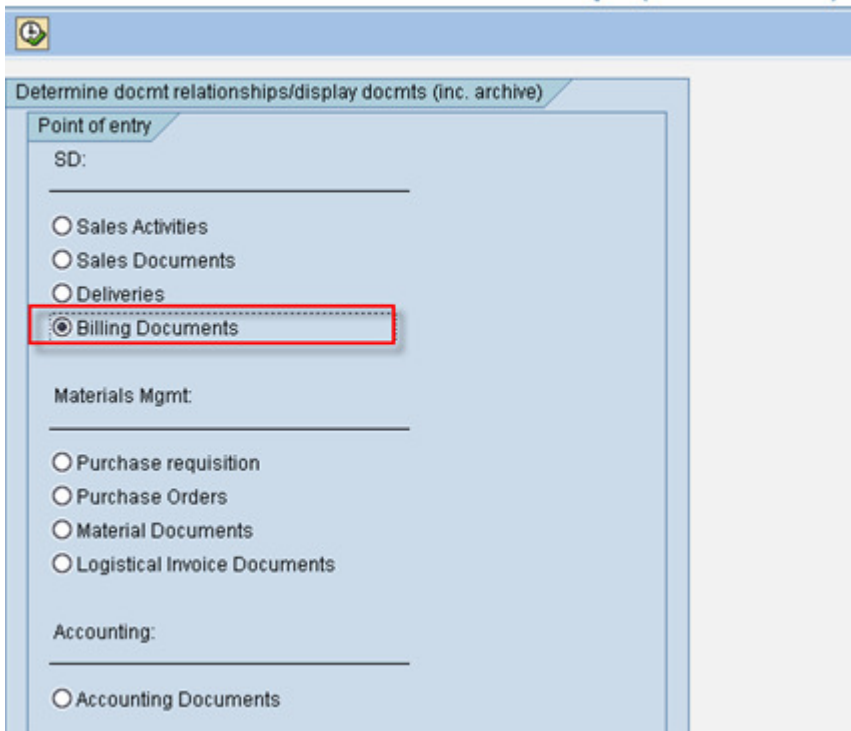 Determine docmt relationships/display docmts (inc. archive)
Point of entry
SD:
Sales Activities
Sales Documents
Deliveries
Billing Documents
Materials Mgmt:
Purchase requisition
Purchase Orders
Material Documents
Logistical Invoice Documents
Accounting:
Accounting Documents